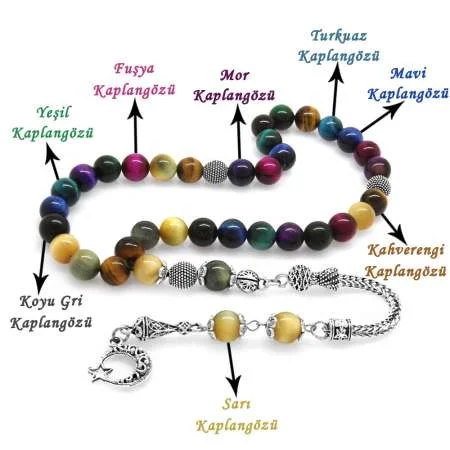 Turkuaz
Kaplangözü
Fuşya
Kaplangözü
Mor
Kaplangözü
Mavi
Kaplangözü
Yeşil
Kaplangözü
Kahverengi
Kaplangözü
Koyu Gri
Kaplangözü
Sarı
Kaplangözü